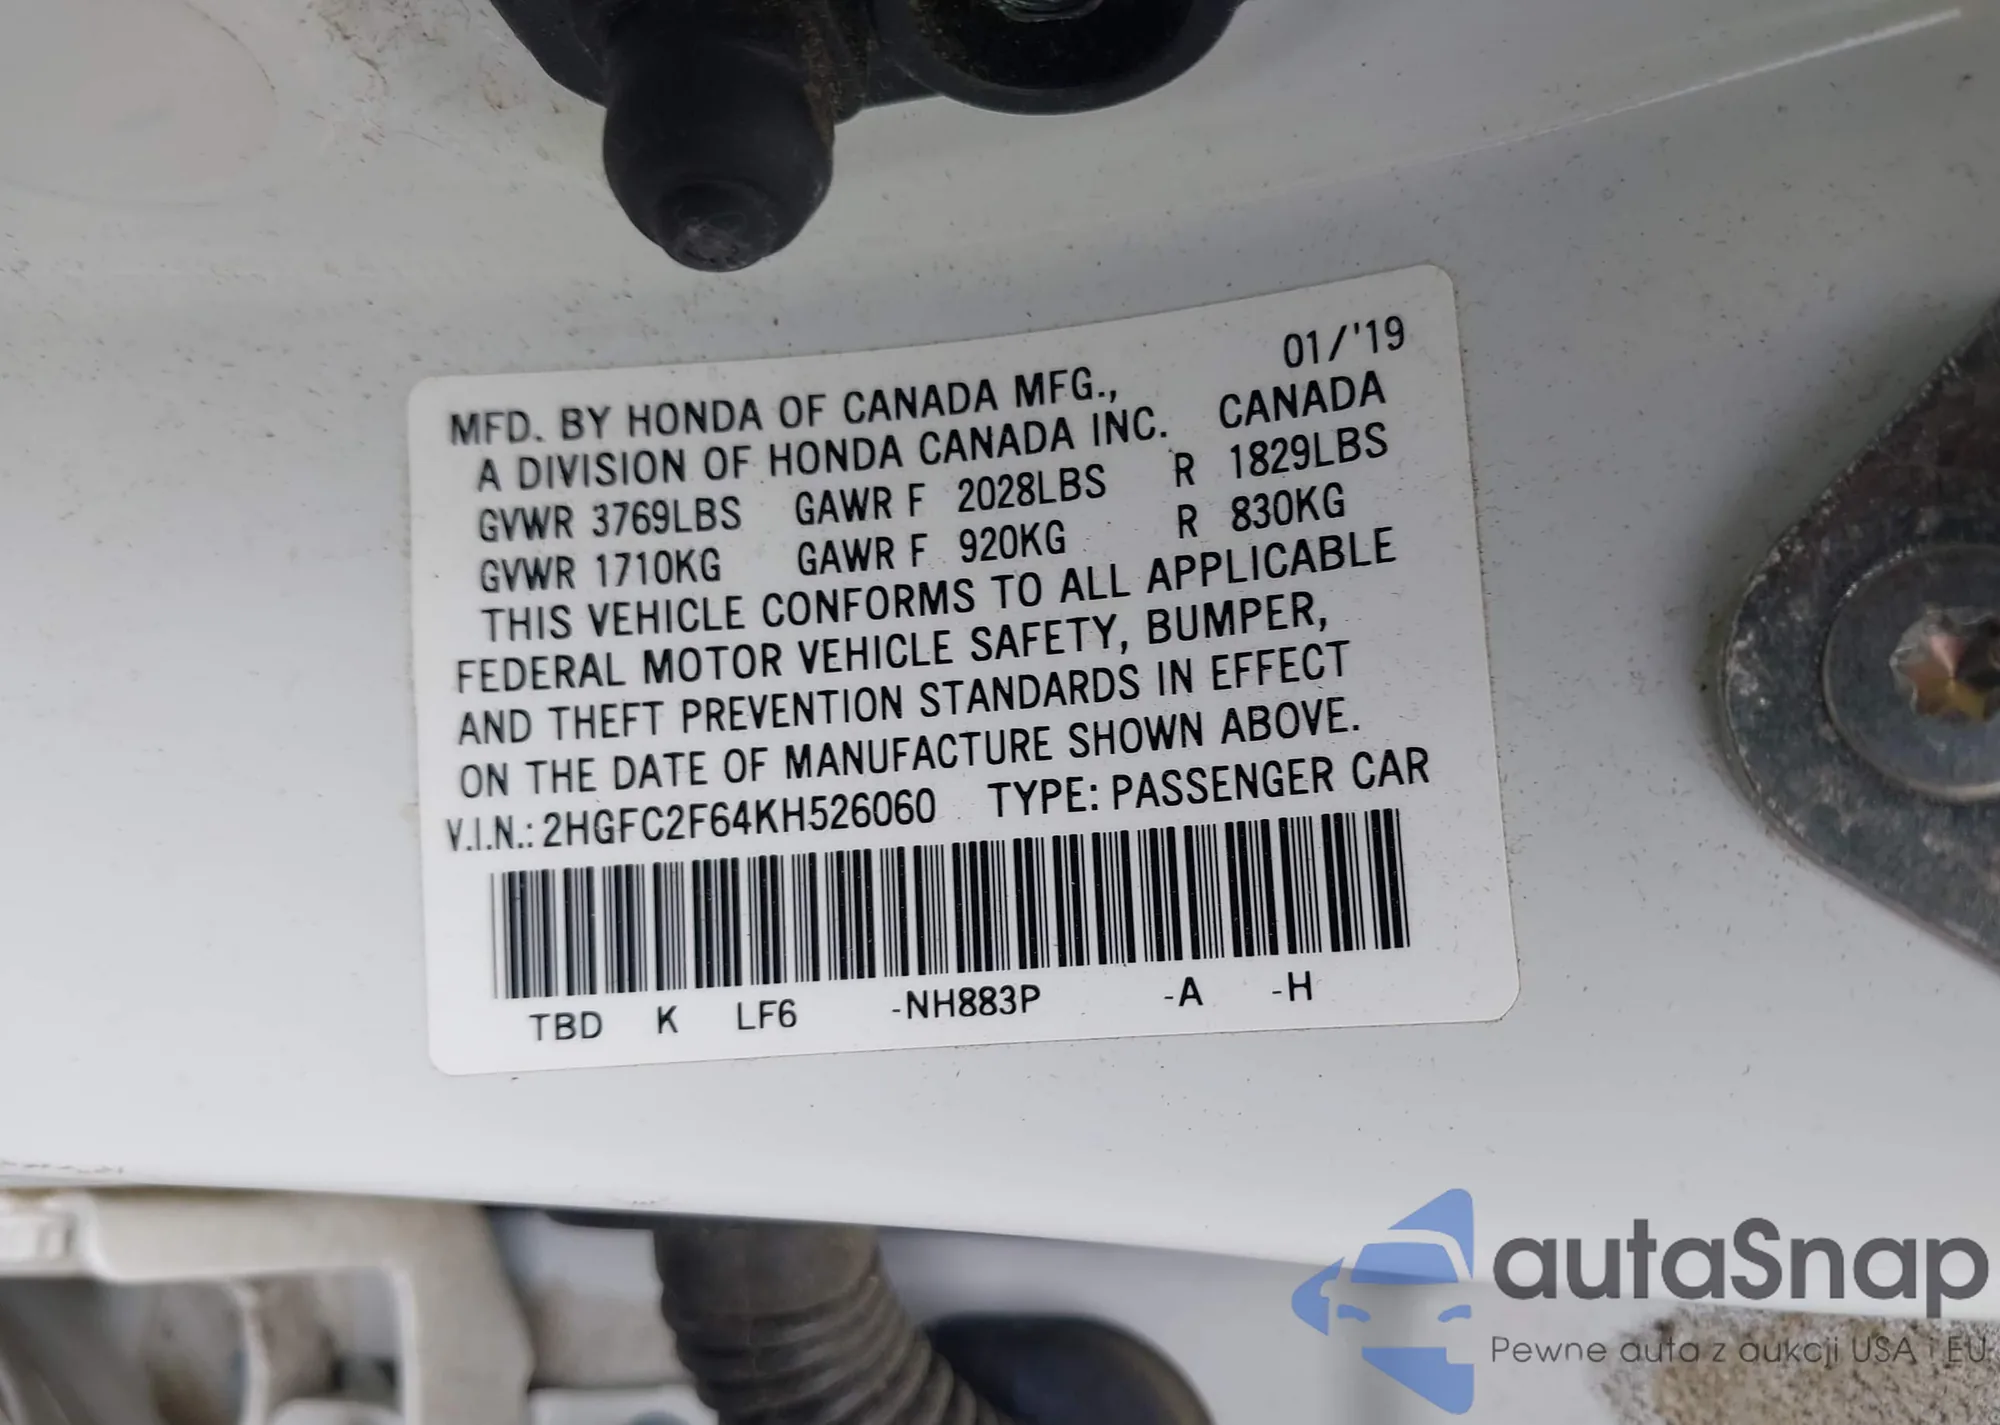 01/'19
MFD. BY HONDA OF CANADA MFG.,
A DIVISION OF HONDA CANADA INC. CANADA
GVWR 3769LBS GAWR F 2028LBS R 1829LBS
GVWR 1710KG GAWR F 920KG R 830KG
THIS VEHICLE CONFORMS TO ALL APPLICABLE
FEDERAL MOTOR VEHICLE SAFETY, BUMPER,
AND THEFT PREVENTION STANDARDS IN EFFECT
ON THE DATE OF MANUFACTURE SHOWN ABOVE.
V.I.N.: 2HGFC2F64KH526060 TYPE: PASSENGER CAR
TBD K LF6 -NH883P -A -H
autaSnap
Pewne auta z aukcji USA i EU